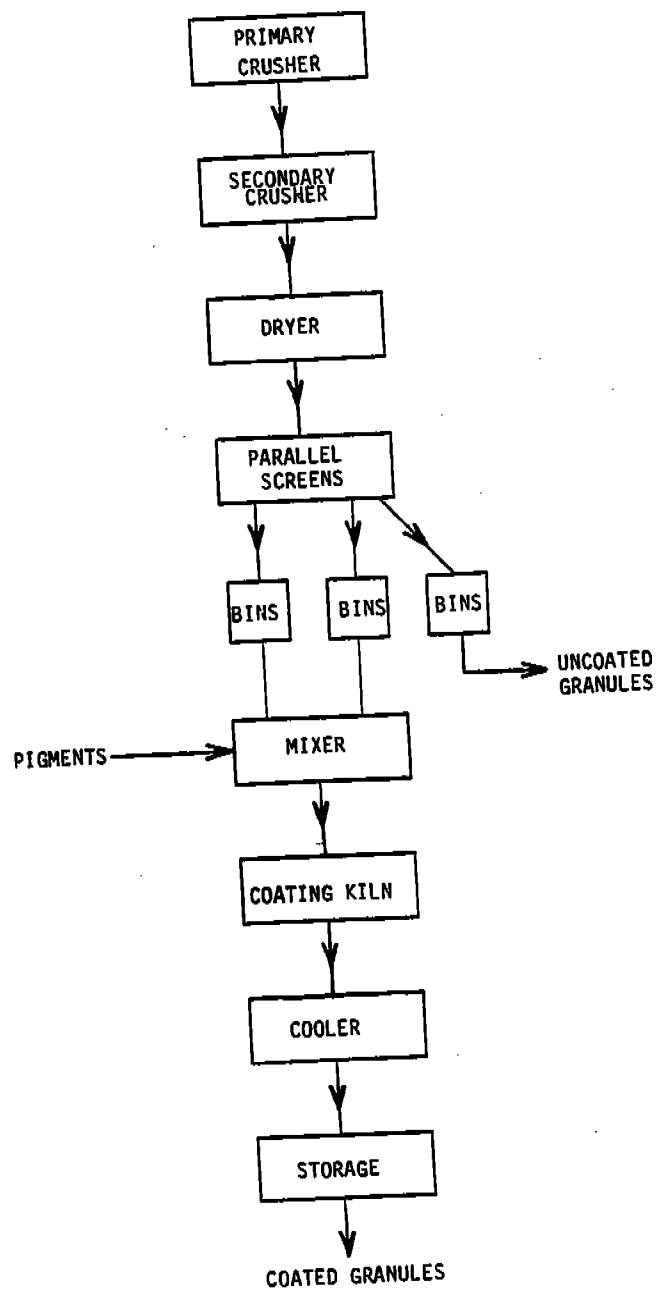 PRIMARY
CRUSHER
SECONDARY
CRUSHER
DRYER
PARALLEL
SCREENS
BINS
BINS
BINS
UNCOATED
GRANULES
PIGMENTS
MIXER
COATING KILN
COOLER
STORAGE
COATED GRANULES